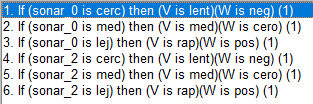 1. If (sonar_0 is cerc) then (V is lent)(W is neg) (1)
2. If (sonar_0 is med) then (V is med)(W is cero) (1)
3. If (sonar_0 is lej) then (V is rap)(W is pos) (1)
4. If (sonar_2 is cerc) then (V is lent)(W is neg) (1)
5. If (sonar_2 is med) then (V is med)(W is cero) (1)
6. If (sonar_2 is lej) then (V is rap)(W is pos) (1)